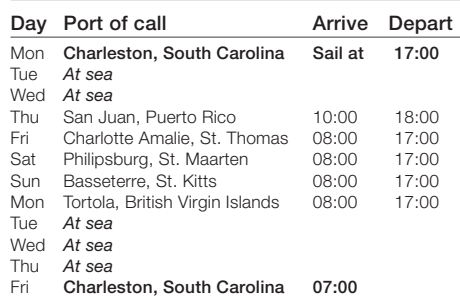 Day Port of call Arrive Depart
Mon Charleston, South Carolina Sail at 17:00
Tue At sea
Wed At sea
Thu San Juan, Puerto Rico 10:00 18:00
Fri Charlotte Amalie, St. Thomas 08:00 17:00
Sat Philipsburg, St. Maarten 08:00 17:00
Sun Basseterre, St. Kitts 08:00 17:00
Mon Tortola, British Virgin Islands 08:00 17:00
Tue At sea
Wed At sea
Thu At sea
Fri Charleston, South Carolina 07:00